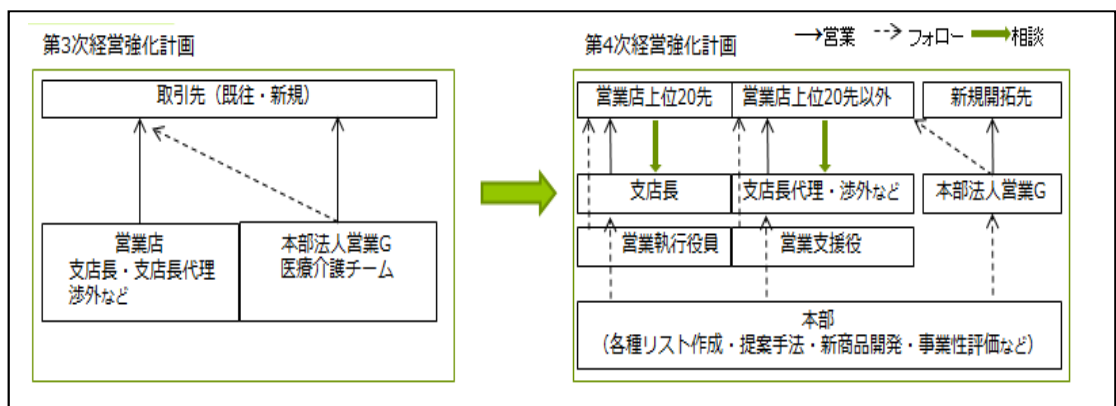 第3次経営強化計画
取引先（既往・新規）
営業店
支店長・支店長代理
渉外など
本部法人営業G
医療介護チーム
第4次経営強化計画
営業
フォロー
相談
営業店上位20先
営業店上位20先以外
新規開拓先
支店長
支店長代理・渉外など
本部法人営業G
営業執行役員
営業支援役
本部
（各種リスト作成・提案手法・新商品開発・事業性評価など）